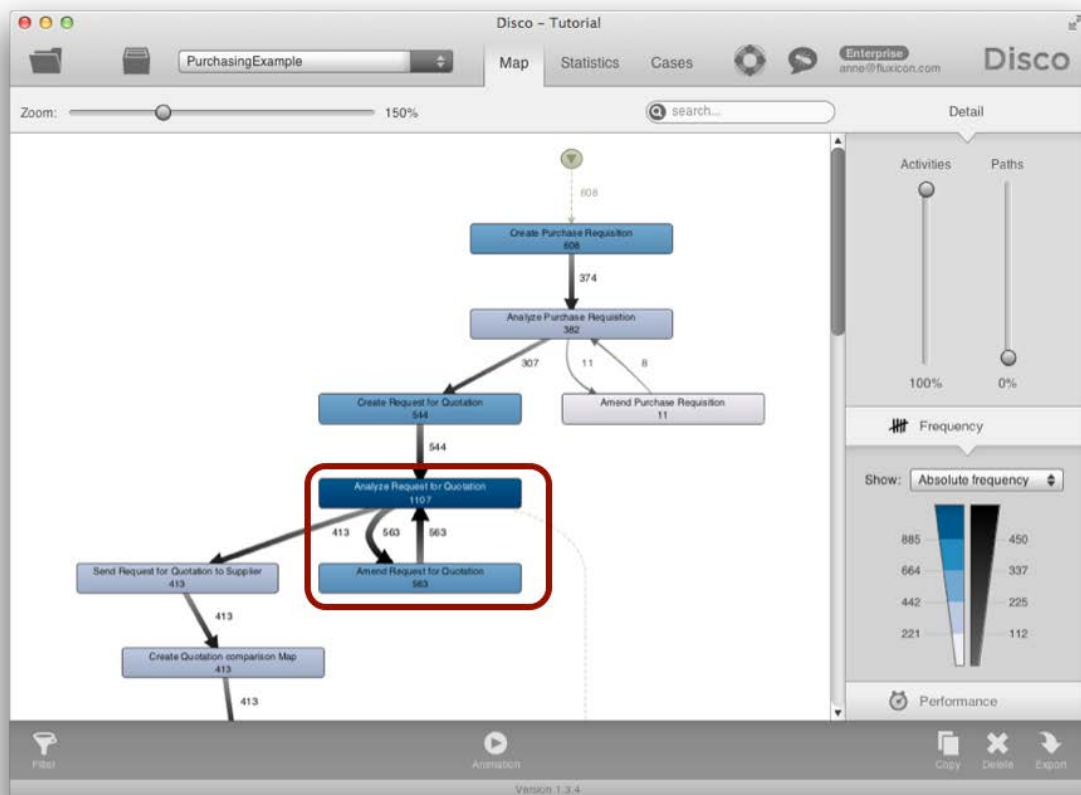 Disco – Tutorial
PurchasingExample
Map
Statistics
Cases
Enterprise
anne@fluxicon.com
Disco
Zoom:
150%
search...
Detail
608
Create Purchase Requisition
608
374
Analyze Purchase Requisition
382
307
11
8
Create Request for Quotation
544
Amend Purchase Requisition
11
544
Analyze Request for Quotation
1107
413
563
563
Send Request for Quotation to Supplier
413
Amend Request for Quotation
563
413
Create Quotation comparison Map
413
413
Activities
Paths
100%
0%
Frequency
Show:
Absolute frequency
885
450
664
337
442
225
221
112
Performance
Filter
Animation
Copy
Delete
Export
Version 1.3.4